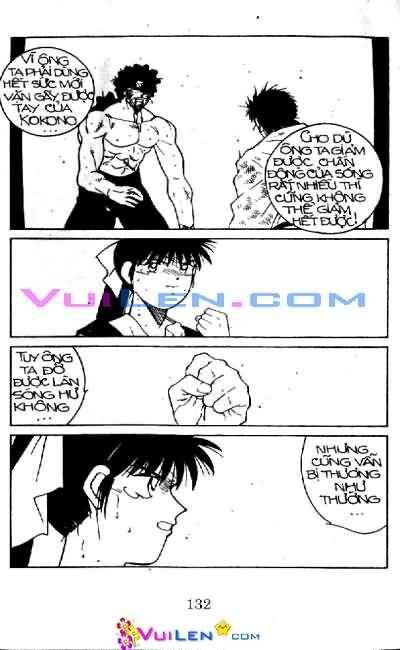 VÌ ÔNG
TA PHẢI DÙNG
HẾT SỨC MỚI
VẶN GÃY ĐƯỢC
TAY CỦA
KOKONO
...
CHO DÙ
ÔNG TA GIẢM
ĐƯỢC CHẤN
ĐỘNG CỦA SÓNG
RẤT NHIỀU THÌ
CŨNG KHÔNG
THỂ GIẢM
HẾT ĐƯỢC!
VUILEN.COM
TUY ÔNG
TA ĐỠ
ĐƯỢC LÀN
SÓNG HƯ
KHÔNG
...
NHƯNG
CŨNG VẪN
BỊ THƯƠNG
NHƯ
THƯỜNG
...
132
VUILEN.COM